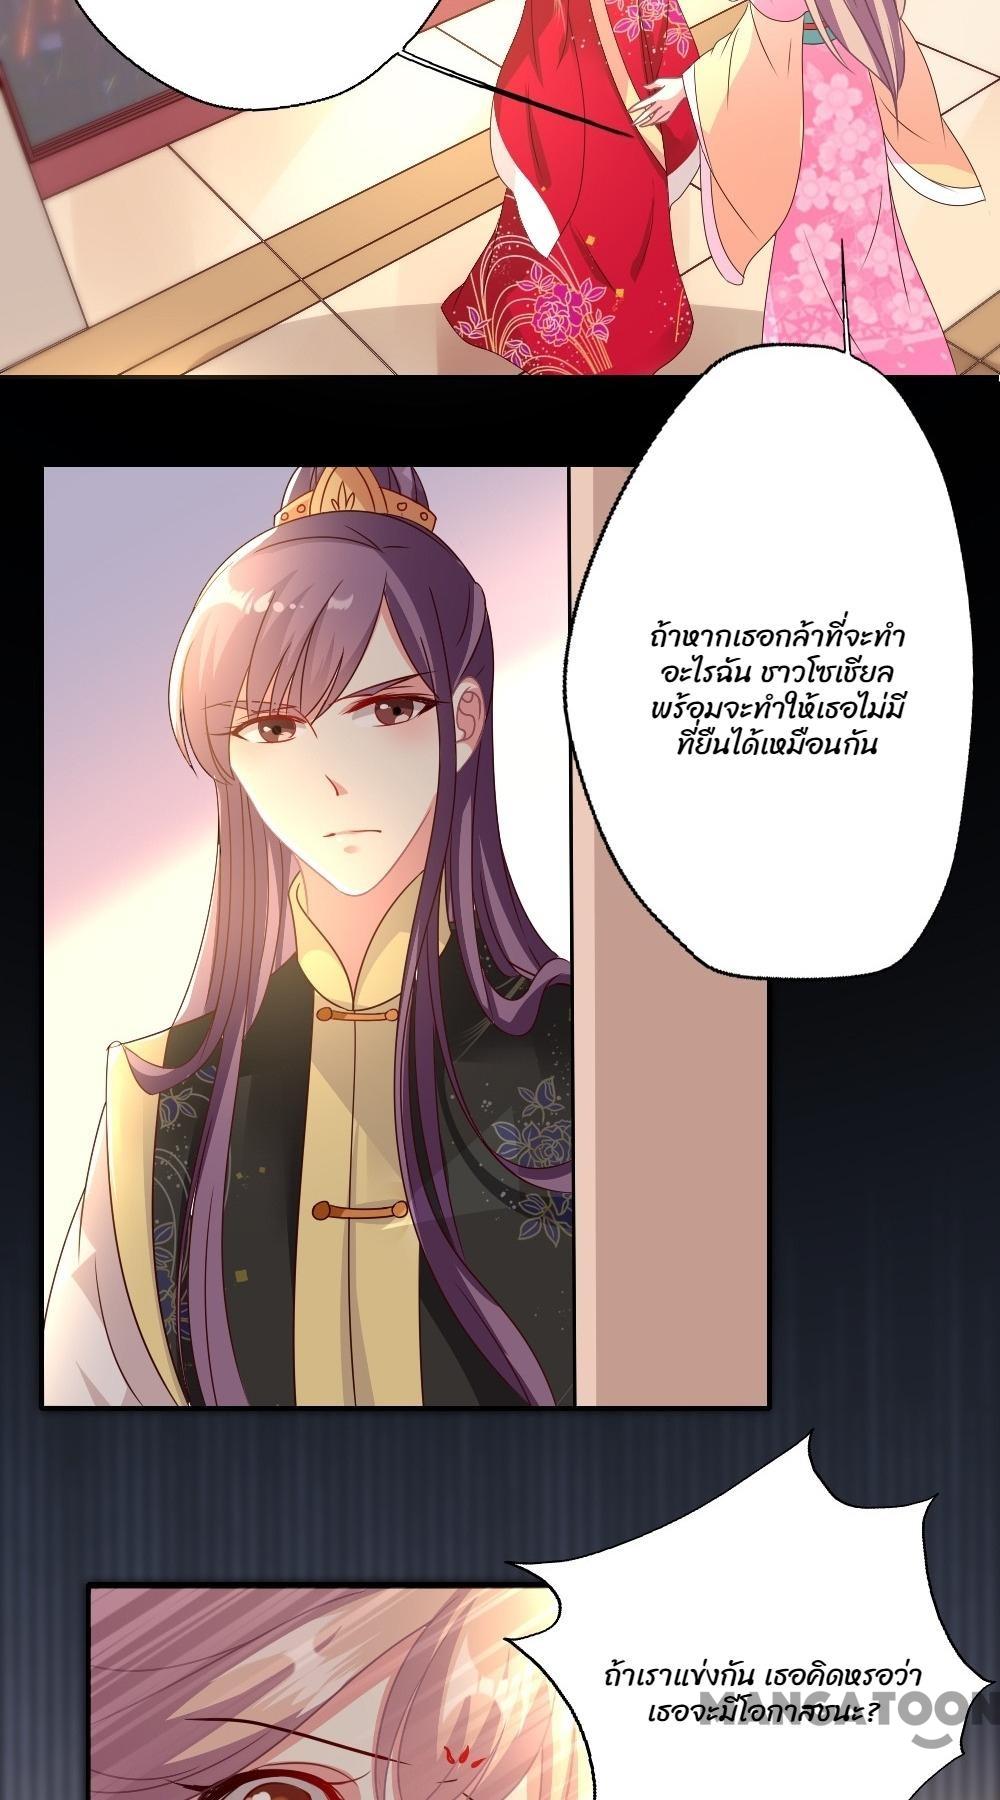 ถ้าหากเธอกล้าที่จะทำ
อะไรฉัน ชาวโซเชียล
พร้อมจะทำให้เธอไม่มี
ที่ยืนได้เหมือนกัน
ถ้าเราแข่งกัน เธอคิดหรอว่า
เธอจะมีโอกาสชนะ?
MANGATOON